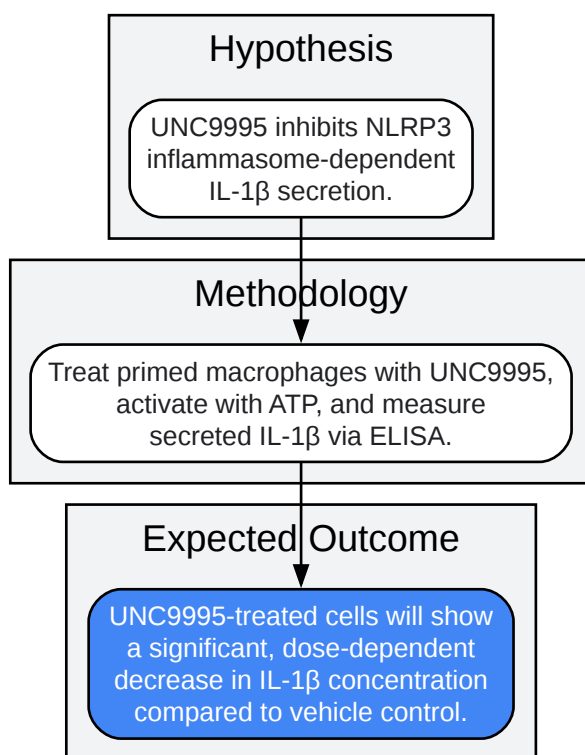 Hypothesis
UNC9995 inhibits NLRP3
inflammasome-dependent
IL-1β secretion.
Methodology
Treat primed macrophages with UNC9995,
activate with ATP, and measure
secreted IL-1β via ELISA.
Expected Outcome
UNC9995-treated cells will show
a significant, dose-dependent
decrease in IL-1β concentration
compared to vehicle control.